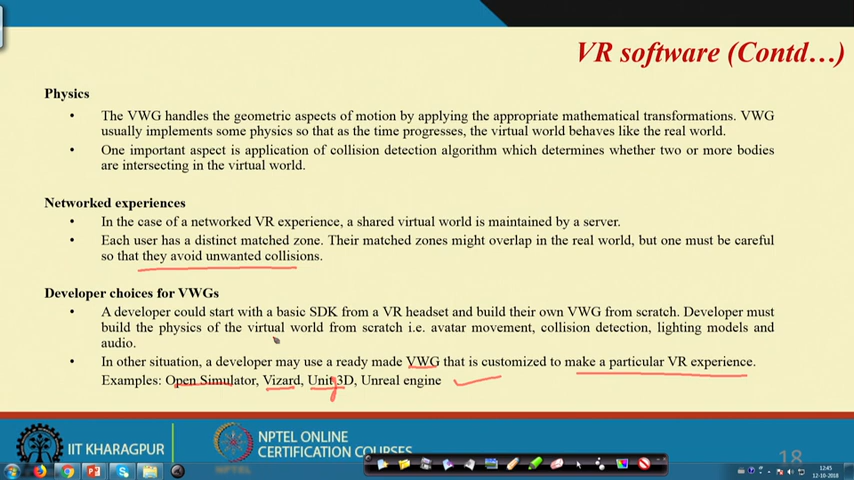 VR software (Contd…)
Physics
• The VWG handles the geometric aspects of motion by applying the appropriate mathematical transformations. VWG
usually implements some physics so that as the time progresses, the virtual world behaves like the real world.
• One important aspect is application of collision detection algorithm which determines whether two or more bodies
are intersecting in the virtual world.
Networked experiences
• In the case of a networked VR experience, a shared virtual world is maintained by a server.
• Each user has a distinct matched zone. Their matched zones might overlap in the real world, but one must be careful
so that they avoid unwanted collisions.
Developer choices for VWGs
• A developer could start with a basic SDK from a VR headset and build their own VWG from scratch. Developer must
build the physics of the virtual world from scratch i.e. avatar movement, collision detection, lighting models and
audio.
• In other situation, a developer may use a ready made VWG that is customized to make a particular VR experience.
Examples: Open Simulator, Vizard, Unit 3D, Unreal engine
IIT KHARAGPUR
NPTEL ONLINE
CERTIFICATION COURSES
NPTEL
18
12:45
12-10-2018